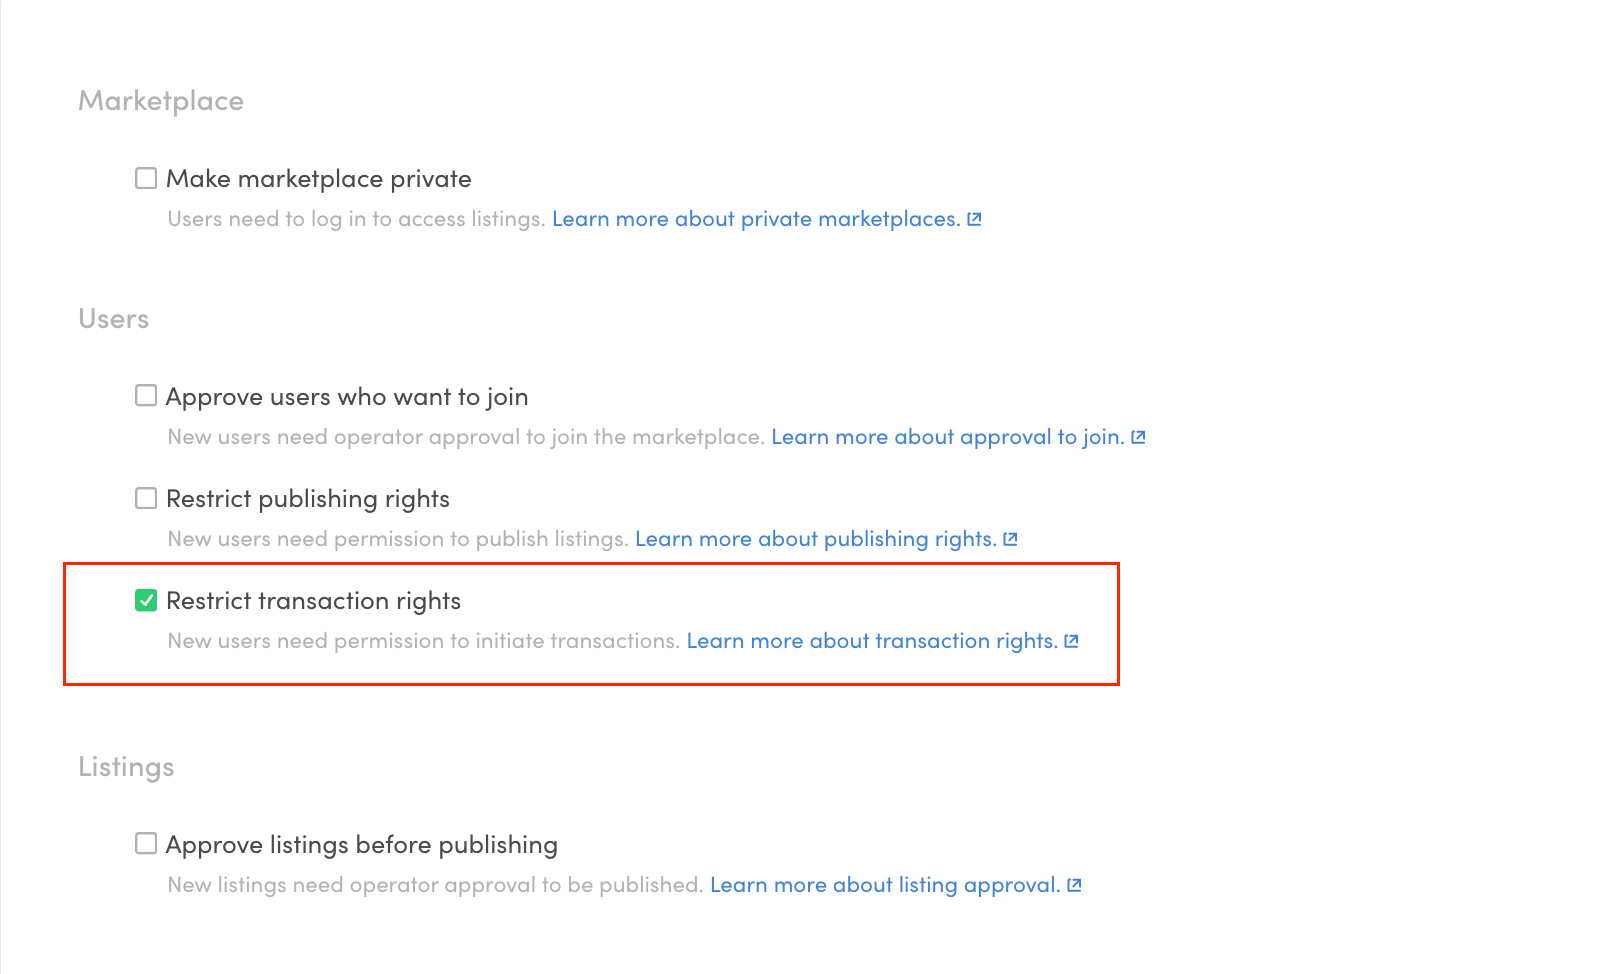 Marketplace
Make marketplace private
Users need to log in to access listings. Learn more about private marketplaces.
Users
Approve users who want to join
New users need operator approval to join the marketplace. Learn more about approval to join.
Restrict publishing rights
New users need permission to publish listings. Learn more about publishing rights.
Restrict transaction rights
New users need permission to initiate transactions. Learn more about transaction rights.
Listings
Approve listings before publishing
New listings need operator approval to be published. Learn more about listing approval.